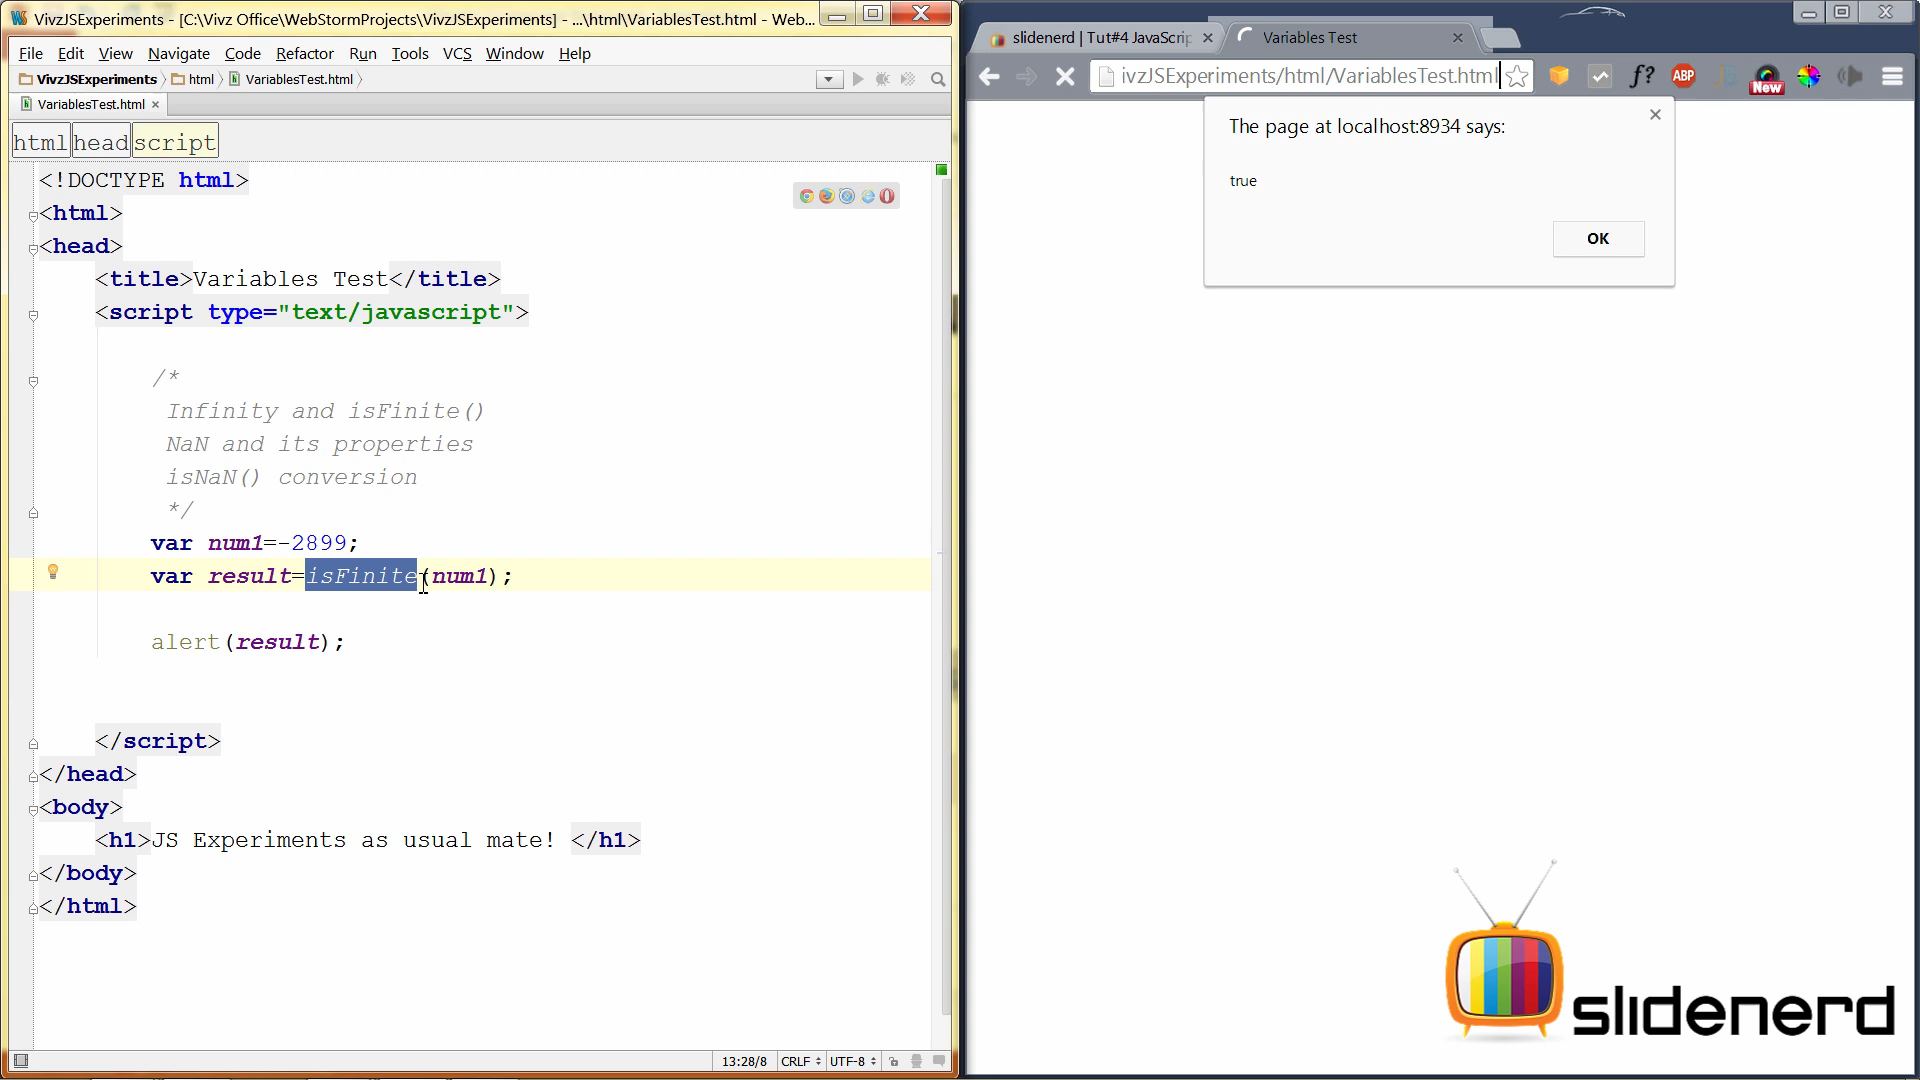 VivzJSExperiments - [C:\Vivz Office\WebStormProjects\VivzJSExperiments] - ...\html\VariablesTest.html - Web...
File Edit View Navigate Code Refactor Run Tools VCS Window Help
VivzJSExperiments html VariablesTest.html
VariablesTest.html
html head script
<!DOCTYPE html>
<html>
<head>
<title>Variables Test</title>
<script type="text/javascript">
/*
Infinity and isFinite()
NaN and its properties
isNaN() conversion
*/
var num1=-2899;
var result=isFinite(num1);
alert(result);
</script>
</head>
<body>
<h1>JS Experiments as usual mate! </h1>
</body>
</html>
13:28/8 CRLF UTF-8
slidenerd | Tut#4 JavaScrip
Variables Test
ivzJSExperiments/html/VariablesTest.html
f? ABP New
The page at localhost:8934 says:
true
OK
slidenerd